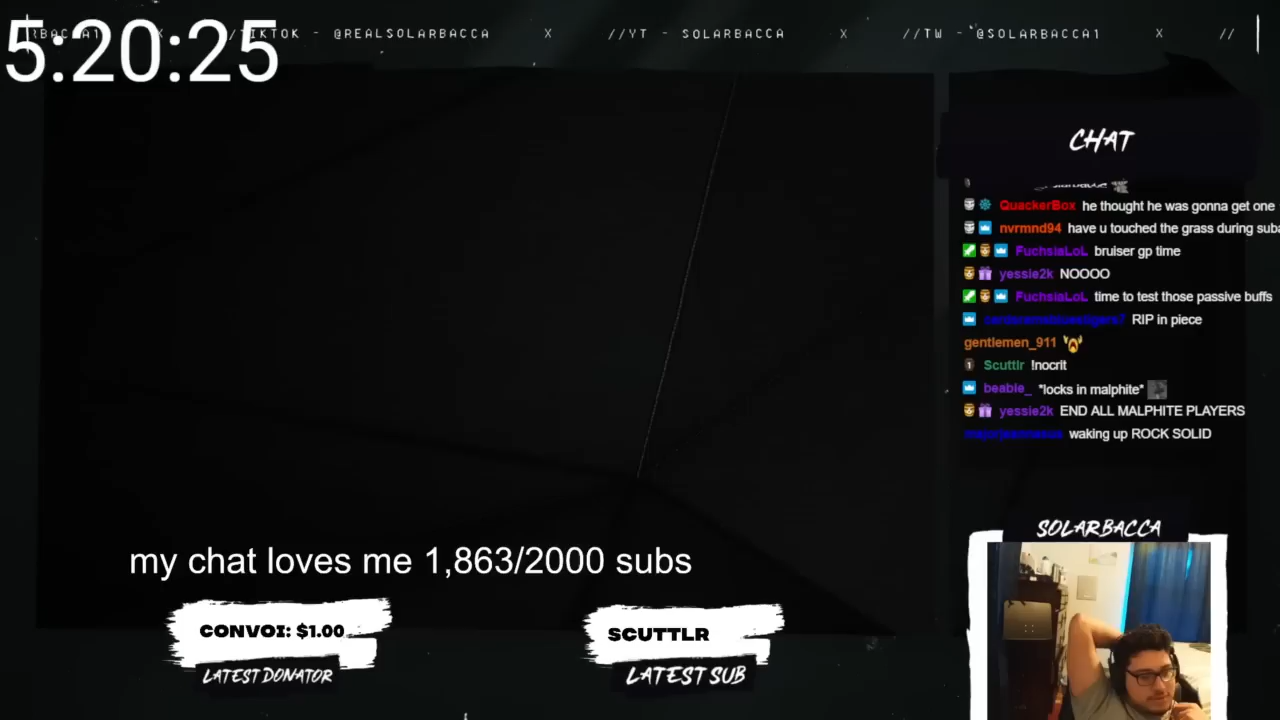 5:20:25
//TIKTOK - @REALSOLARBACCA X //YT - SOLARBACCA X //TW - @SOLARBACCA1 X //
CHAT
QuackerBox he thought he was gonna get one
nvrmnd94 have u touched the grass during suba
FuchsiaLoL bruiser gp time
yessie2k NOOOO
FuchsiaLoL time to test those passive buffs
RIP in piece
gentlemen_911
Scuttlr !nocrit
beabie_ *locks in malphite*
yessie2k END ALL MALPHITE PLAYERS
waking up ROCK SOLID
SOLARBACCA
my chat loves me 1,863/2000 subs
CONVOI: $1.00
LATEST DONATOR
SCUTTLR
LATEST SUB